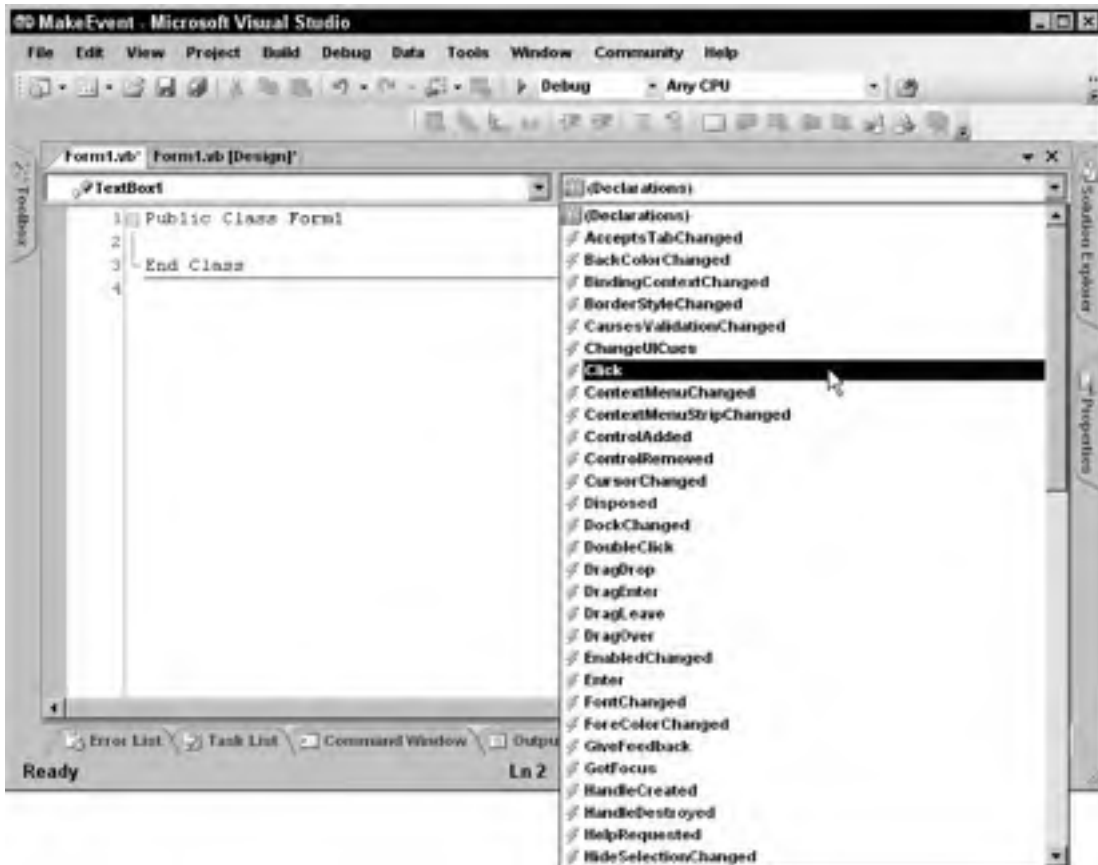 MakeEvent - Microsoft Visual Studio
File Edit View Project Build Debug Data Tools Window Community Help
Debug Any CPU
Form1.vb* Form1.vb [Design]*
TextBox1 (Declarations)
Toolbox
Solution Explorer
Properties
1 Public Class Form1
2
3 End Class
4
(Declarations)
AcceptsTabChanged
BackColorChanged
BindingContextChanged
BorderStyleChanged
CausesValidationChanged
ChangeUICues
Click
ContextMenuChanged
ContextMenuStripChanged
ControlAdded
ControlRemoved
CursorChanged
Disposed
DockChanged
DoubleClick
DragDrop
DragEnter
DragLeave
DragOver
EnabledChanged
Enter
FontChanged
ForeColorChanged
GiveFeedback
GotFocus
HandleCreated
HandleDestroyed
HelpRequested
HideSelectionChanged
Error List Task List Command Window Outpu
Ready Ln 2